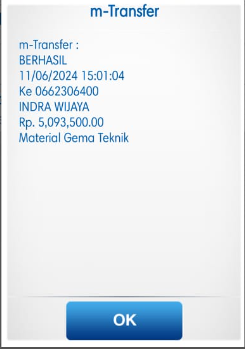 m-Transfer
m-Transfer :
BERHASIL
11/06/2024 15:01:04
Ke 0662306400
INDRA WIJAYA
Rp. 5,093,500.00
Material Gema Teknik
OK